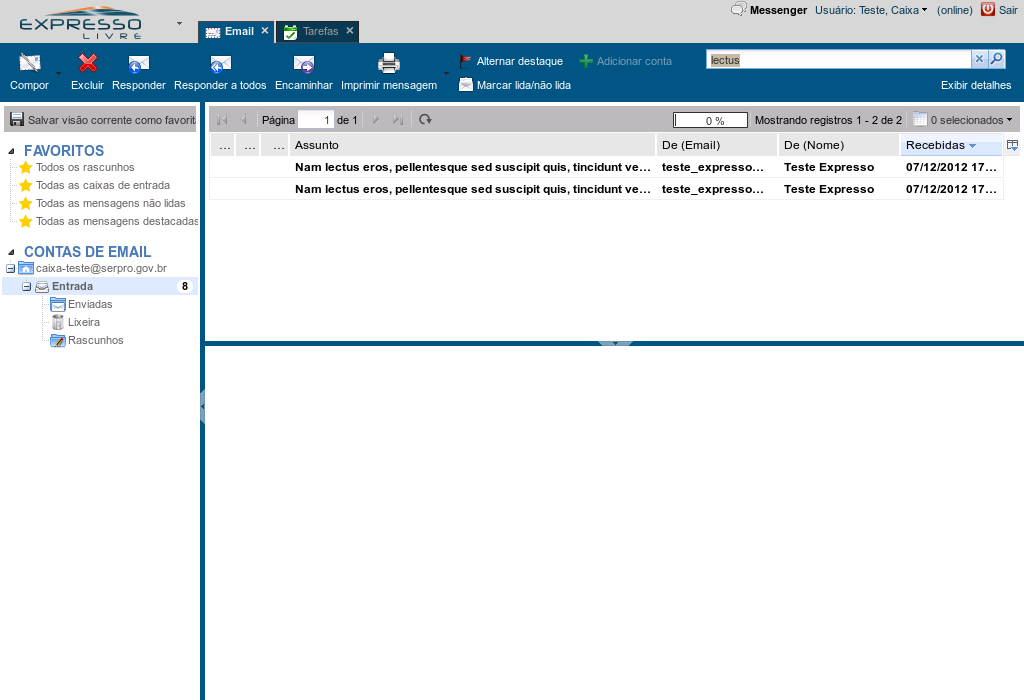 EXPRESSO
LIVRE
Email
Tarefas
Messenger
Usuário: Teste, Caixa
(online)
Sair
Compor
Excluir
Responder
Responder a todos
Encaminhar
Imprimir mensagem
Alternar destaque
Marcar lida/não lida
Adicionar conta
lectus
Exibir detalhes
Salvar visão corrente como favorit
FAVORITOS
Todos os rascunhos
Todas as caixas de entrada
Todas as mensagens não lidas
Todas as mensagens destacadas
CONTAS DE EMAIL
caixa-teste@serpro.gov.br
Entrada 8
Enviadas
Lixeira
Rascunhos
Página 1 de 1
0 %
Mostrando registros 1 - 2 de 2
0 selecionados
... ... ... Assunto De (Email) De (Nome) Recebidas
Nam lectus eros, pellentesque sed suscipit quis, tincidunt ve... teste_expresso... Teste Expresso 07/12/2012 17...
Nam lectus eros, pellentesque sed suscipit quis, tincidunt ve... teste_expresso... Teste Expresso 07/12/2012 17...